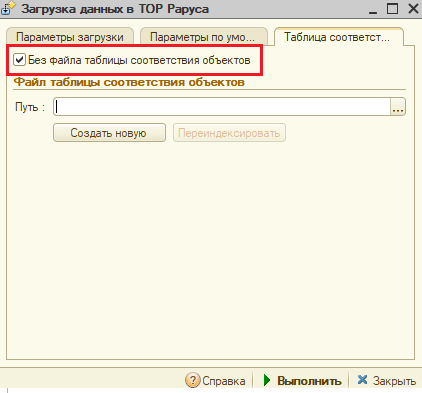 Загрузка данных в ТОР Паруса
Параметры загрузки Параметры по умо... Таблица соответст...
Без файла таблицы соответствия объектов
Файл таблицы соответствия объектов
Путь :
...
Создать новую Переиндексировать
? Справка Выполнить Закрыть